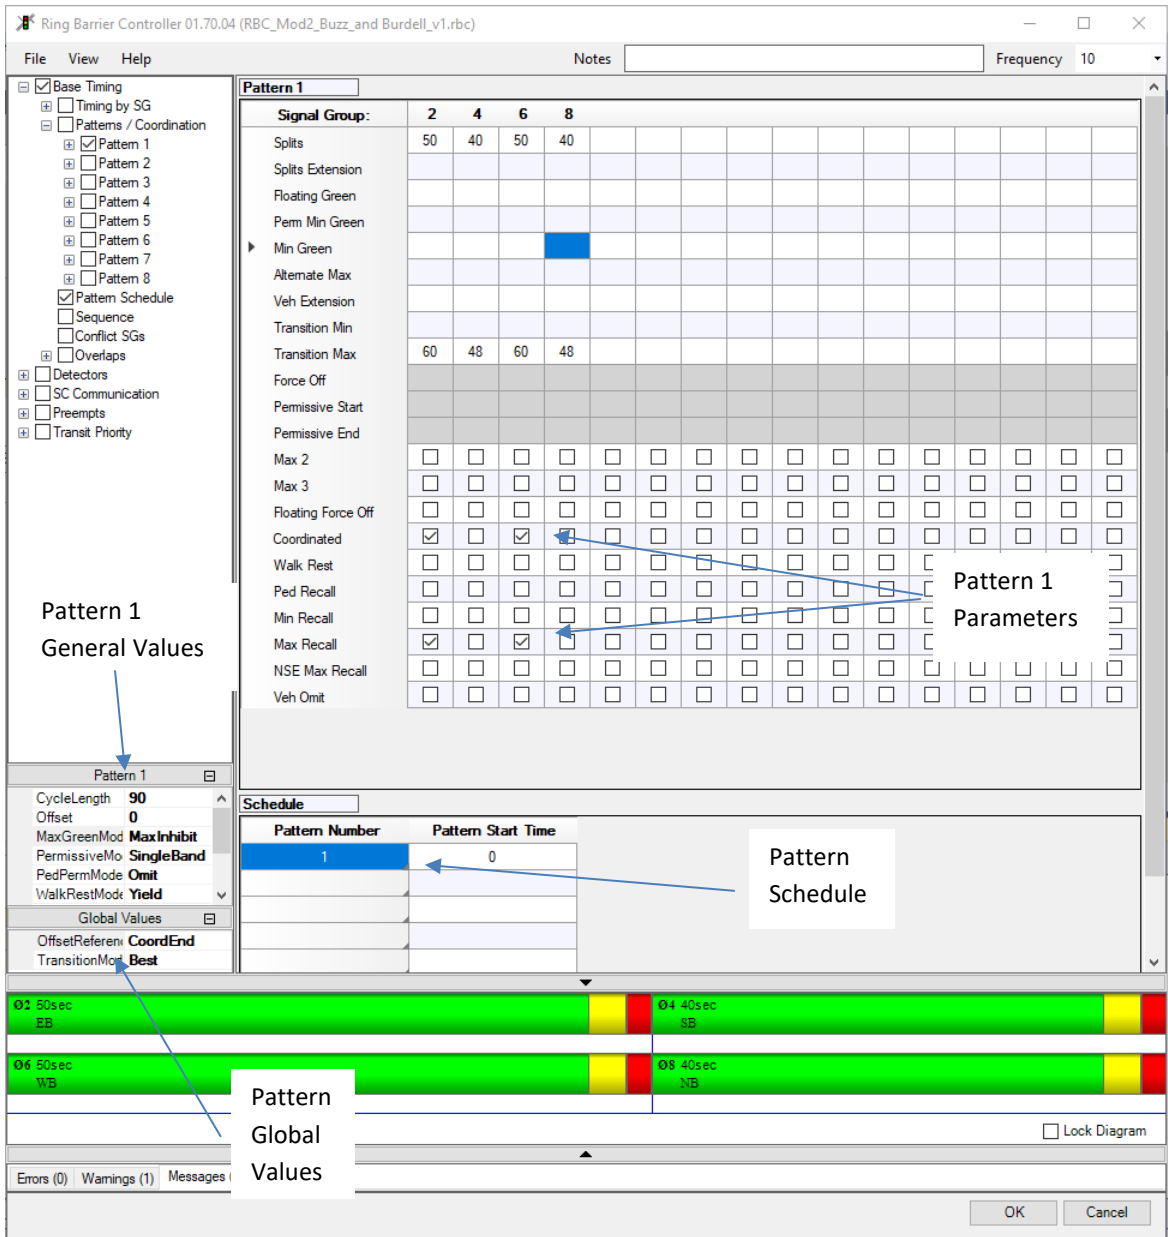 Ring Barrier Controller 01.70.04 (RBC_Mod2_Buzz_and Burdell_v1.rbc)
File View Help Notes Frequency 10
Base Timing
Timing by SG
Patterns / Coordination
Pattern 1
Pattern 2
Pattern 3
Pattern 4
Pattern 5
Pattern 6
Pattern 7
Pattern 8
Pattern Schedule
Sequence
Conflict SGs
Overlaps
Detectors
SC Communication
Preempts
Transit Priority
Pattern 1
Signal Group: 2 4 6 8
Splits 50 40 50 40
Splits Extension
Floating Green
Perm Min Green
Min Green
Alternate Max
Veh Extension
Transition Min
Transition Max 60 48 60 48
Force Off
Permissive Start
Permissive End
Max 2
Max 3
Floating Force Off
Coordinated
Walk Rest
Ped Recall
Min Recall
Max Recall
NSE Max Recall
Veh Omit
Pattern 1
Parameters
Pattern 1
General Values
Pattern 1
CycleLength 90
Offset 0
MaxGreenMod MaxInhibit
PermissiveMo SingleBand
PedPermMode Omit
WalkRestMode Yield
Global Values
OffsetReferen CoordEnd
TransitionMod Best
Schedule
Pattern Number Pattern Start Time
1 0
Pattern
Schedule
Ø2 50sec
EB
Ø4 40sec
SB
Ø6 50sec
WB
Ø8 40sec
NB
Pattern
Global
Values
Lock Diagram
Errors (0) Warnings (1) Messages (
OK Cancel